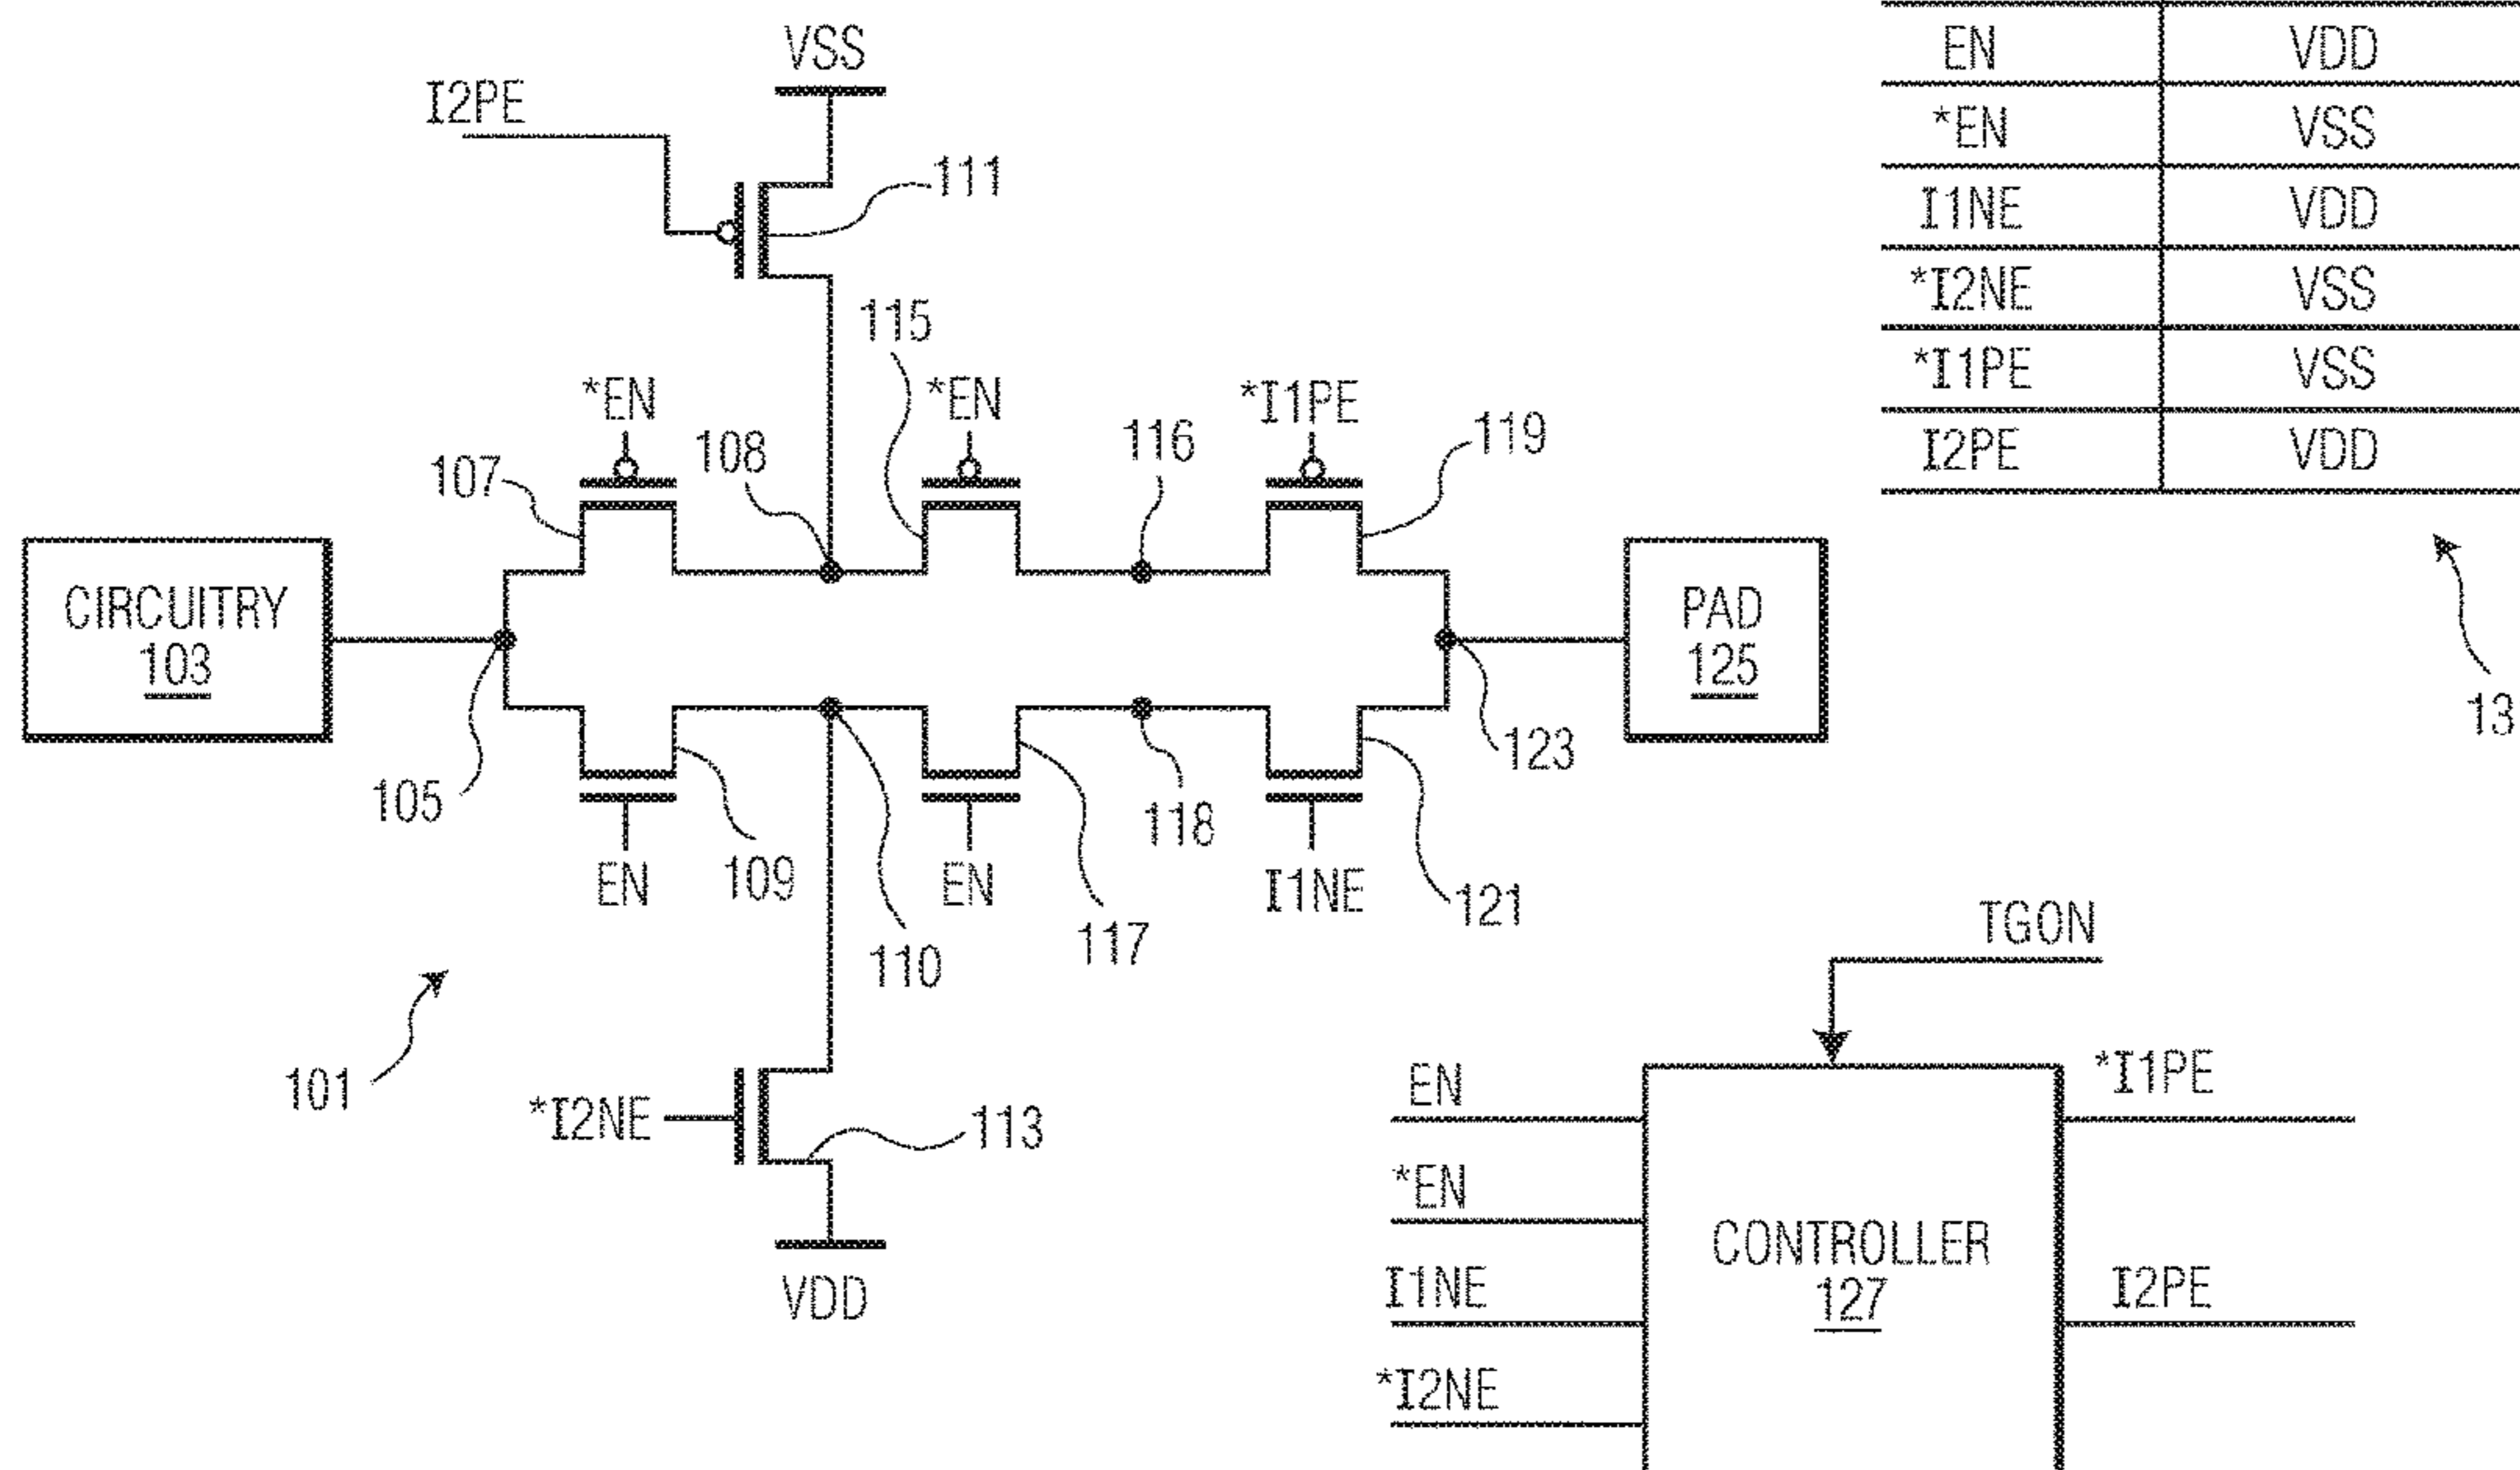 VSS
I2PE
111
115
*EN
*EN
*I1PE
107
108
116
119
CIRCUITRY
103
PAD
125
105
EN
109
EN
118
I1NE
123
110
117
121
101
*I2NE
113
VDD
EN VDD
*EN VSS
I1NE VDD
*I2NE VSS
*I1PE VSS
I2PE VDD
13
TGON
EN
*EN
I1NE
*I2NE
CONTROLLER
127
*I1PE
I2PE